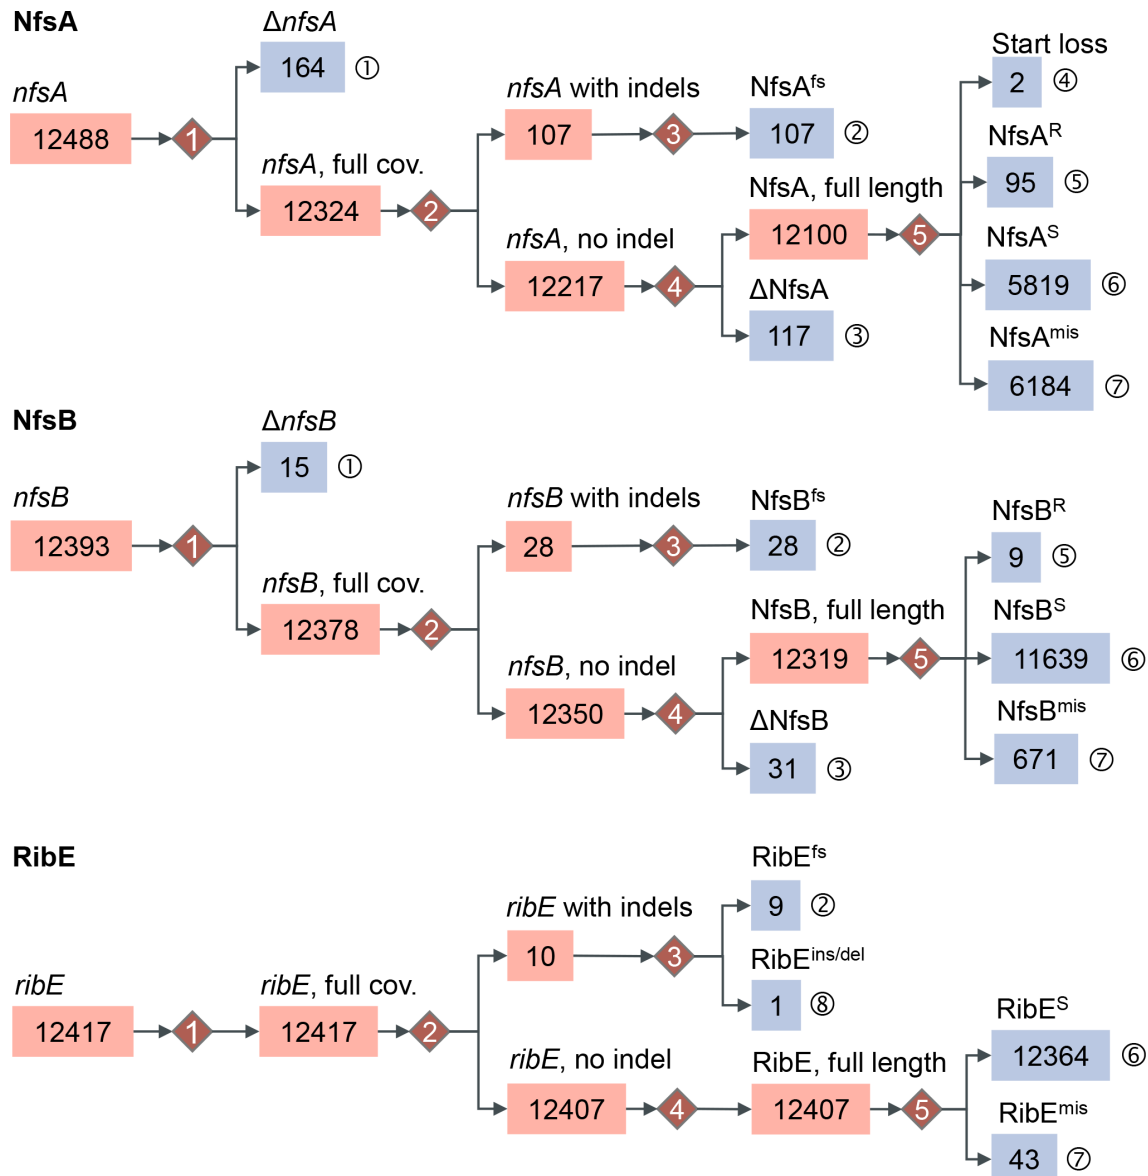 NfsA
ΔnfsA
164 ①
nfsA
12488
1
nfsA, full cov.
12324
2
nfsA with indels
107
3
NfsAfs
107 ②
nfsA, no indel
12217
4
NfsA, full length
12100
5
ΔNfsA
117 ③
Start loss
2 ④
NfsAR
95 ⑤
NfsAS
5819 ⑥
NfsAmis
6184 ⑦
NfsB
ΔnfsB
15 ①
nfsB
12393
1
nfsB, full cov.
12378
2
nfsB with indels
28
3
NfsBfs
28 ②
nfsB, no indel
12350
4
NfsB, full length
12319
5
ΔNfsB
31 ③
NfsBR
9 ⑤
NfsBS
11639 ⑥
NfsBmis
671 ⑦
RibE
ribE
12417
1
ribE, full cov.
12417
2
ribE with indels
10
3
RibEfs
9 ②
RibEins/del
1 ⑧
ribE, no indel
12407
4
RibE, full length
12407
5
RibES
12364 ⑥
RibEmis
43 ⑦